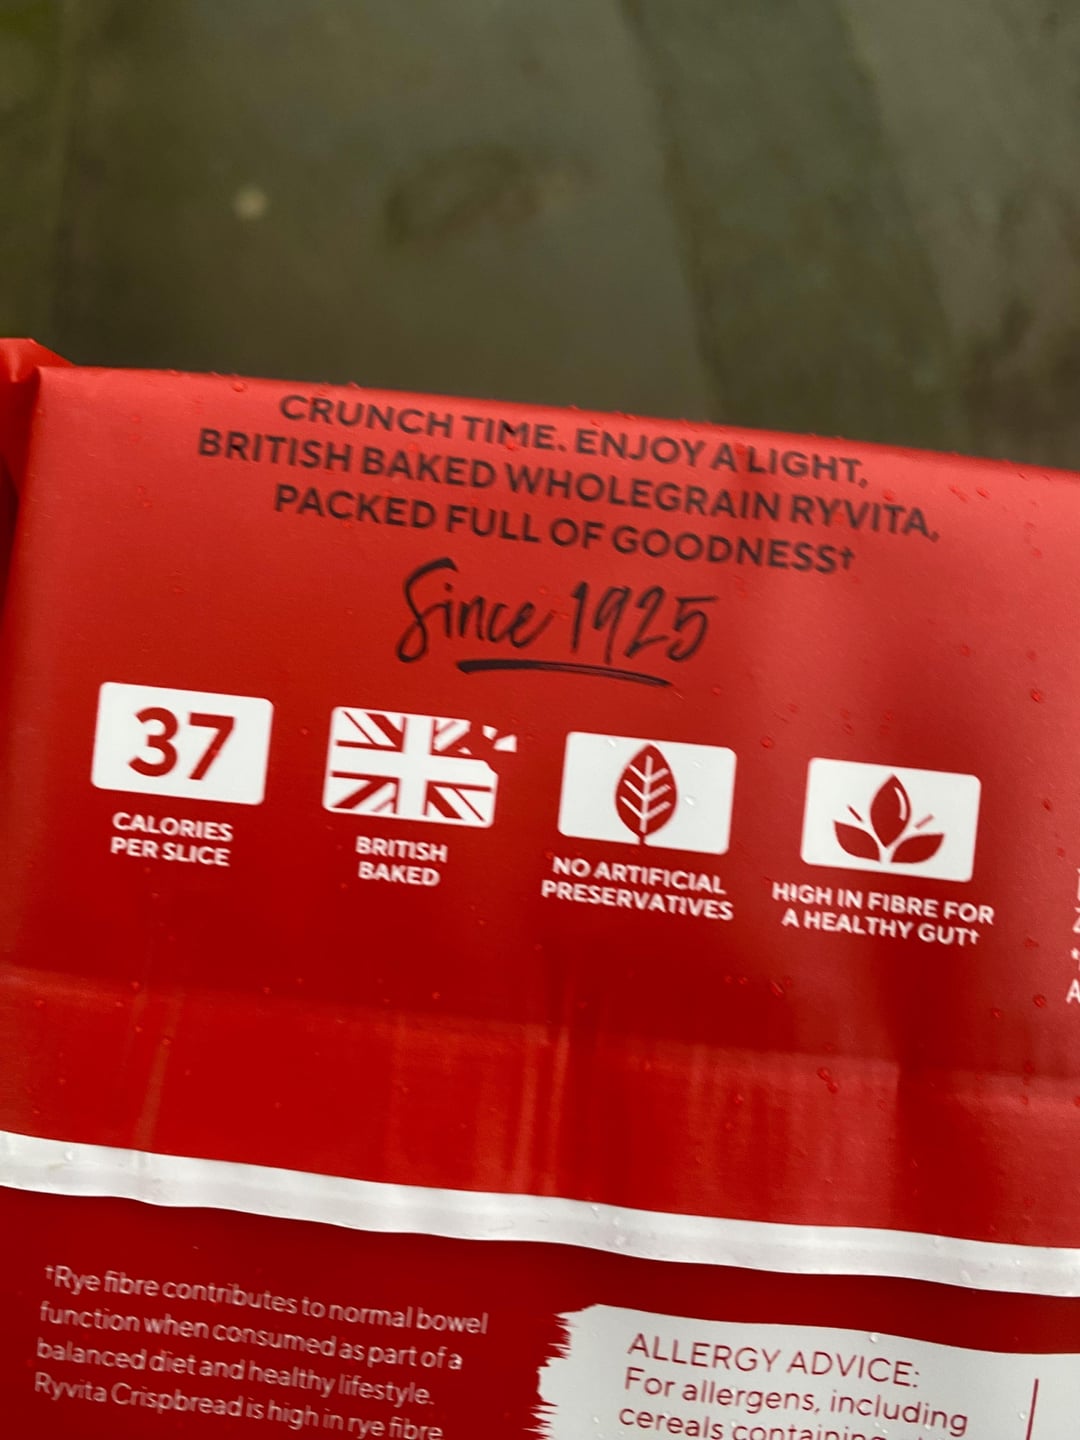 CRUNCH TIME. ENJOY A LIGHT,
BRITISH BAKED WHOLEGRAIN RYVITA,
PACKED FULL OF GOODNESS†
Since 1925
37
CALORIES
PER SLICE
BRITISH
BAKED
NO ARTIFICIAL
PRESERVATIVES
HIGH IN FIBRE FOR
A HEALTHY GUT†
†Rye fibre contributes to normal bowel
function when consumed as part of a
balanced diet and healthy lifestyle.
Ryvita Crispbread is high in rye fibre
ALLERGY ADVICE:
For allergens, including
cereals containing